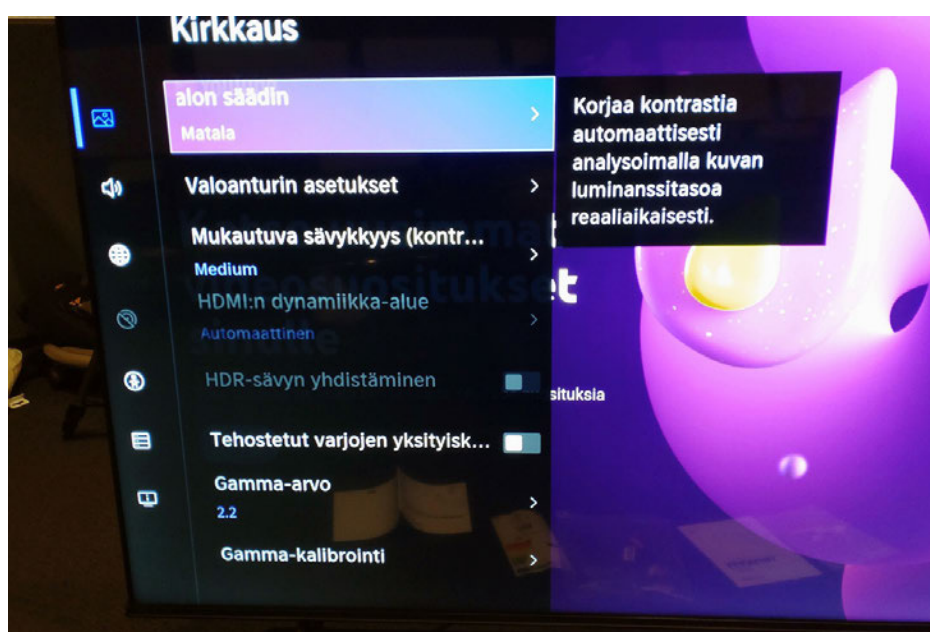 Kirkkaus
alon säädin
Matala
Korjaa kontrastia
automaattisesti
analysoimalla kuvan
luminanssitasoa
reaaliaikaisesti.
Valoanturin asetukset
Mukautuva sävykkyys (kontr...
Medium
HDMI:n dynamiikka-alue
Automaattinen
HDR-sävyn yhdistäminen
situksia
Tehostetut varjojen yksityisk...
Gamma-arvo
2.2
Gamma-kalibrointi